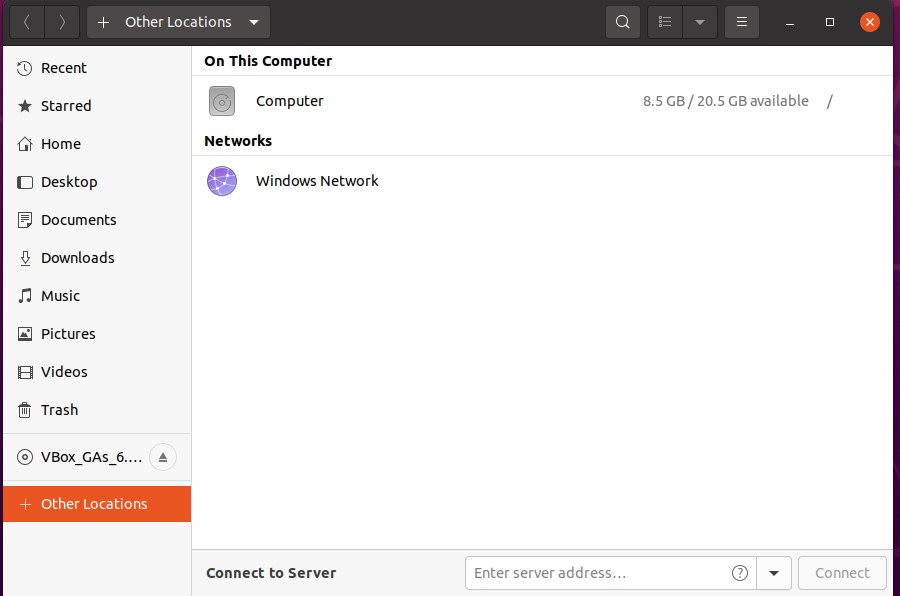 Other Locations
Recent
Starred
Home
Desktop
Documents
Downloads
Music
Pictures
Videos
Trash
VBox_GAs_6....
Other Locations
On This Computer
Computer 8.5 GB / 20.5 GB available /
Networks
Windows Network
Connect to Server Enter server address... Connect